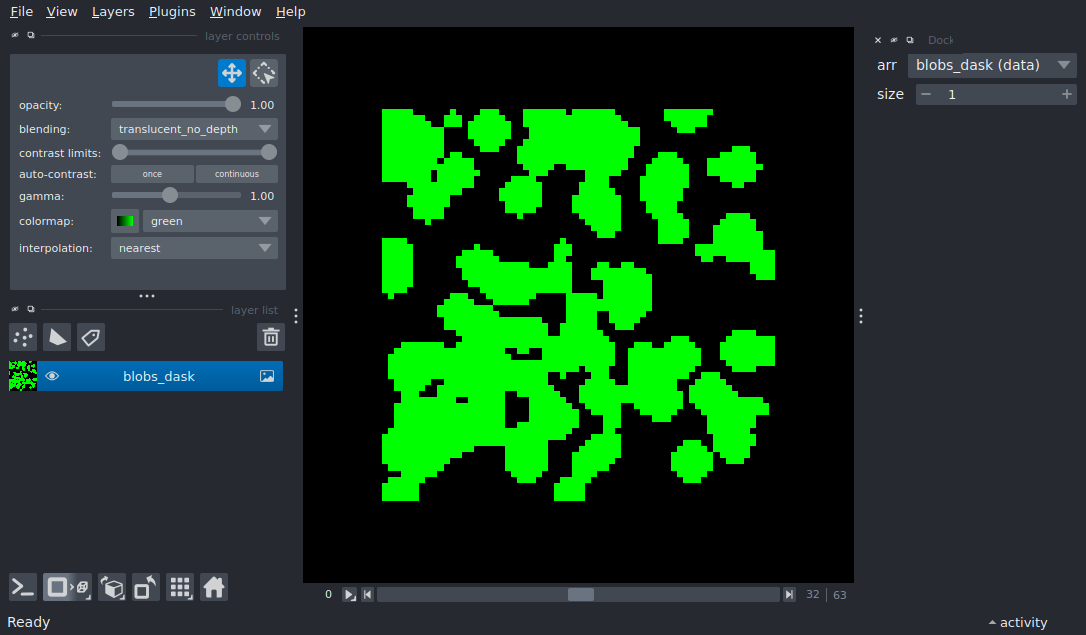 File View Layers Plugins Window Help
layer controls
opacity: 1.00
blending: translucent_no_depth
contrast limits:
auto-contrast: once continuous
gamma: 1.00
colormap: green
interpolation: nearest
layer list
blobs_dask
0 32 | 63
Dock
arr blobs_dask (data)
size 1
Ready
activity